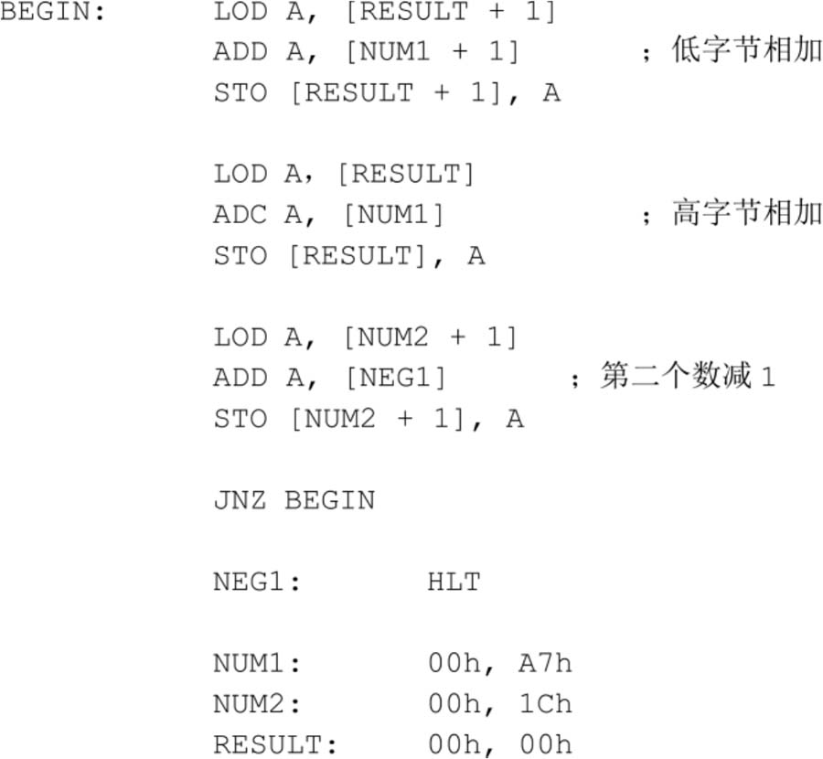 BEGIN: LOD A, [RESULT + 1]
ADD A, [NUM1 + 1] ；低字节相加
STO [RESULT + 1], A
LOD A, [RESULT]
ADC A, [NUM1] ；高字节相加
STO [RESULT], A
LOD A, [NUM2 + 1]
ADD A, [NEG1] ；第二个数减 1
STO [NUM2 + 1], A
JNZ BEGIN
NEG1: HLT
NUM1: 00h, A7h
NUM2: 00h, 1Ch
RESULT: 00h, 00h